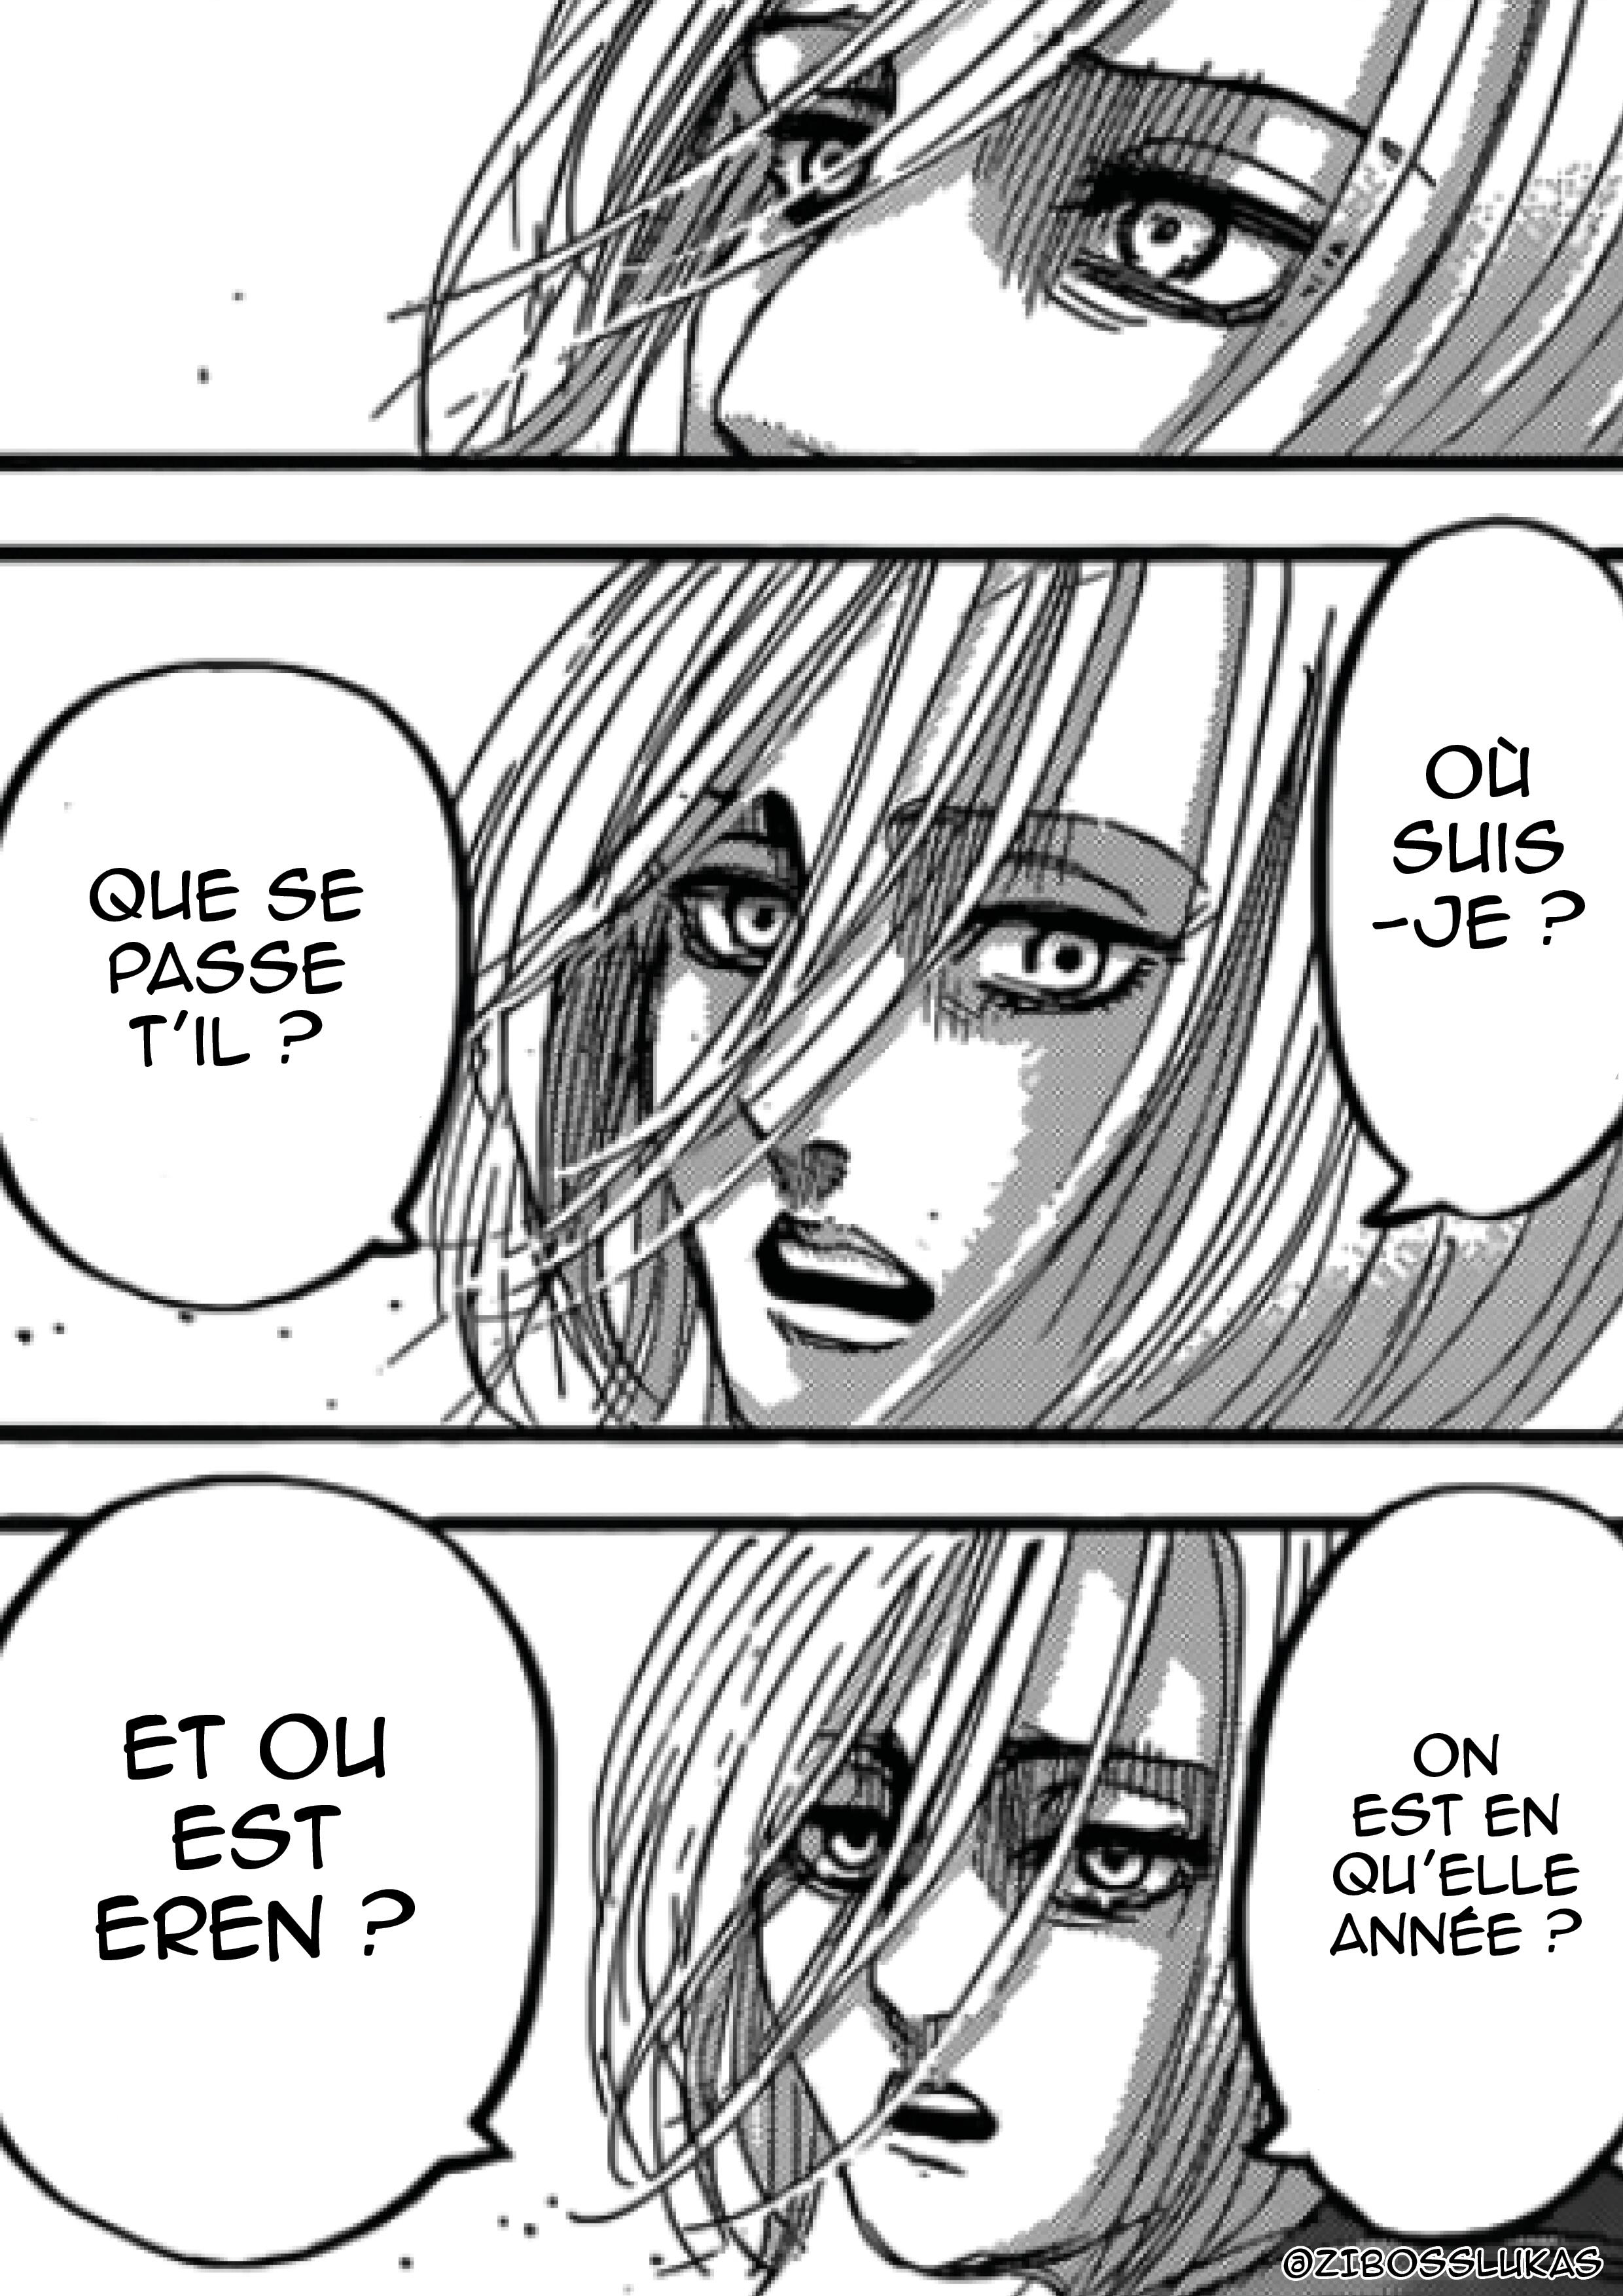 OÙ
SUIS
-JE ?
QUE SE
PASSE
T'IL ?
ON
EST EN
QU'ELLE
ANNÉE ?
ET OU
EST
EREN ?
@ZIBOSSLUKAS